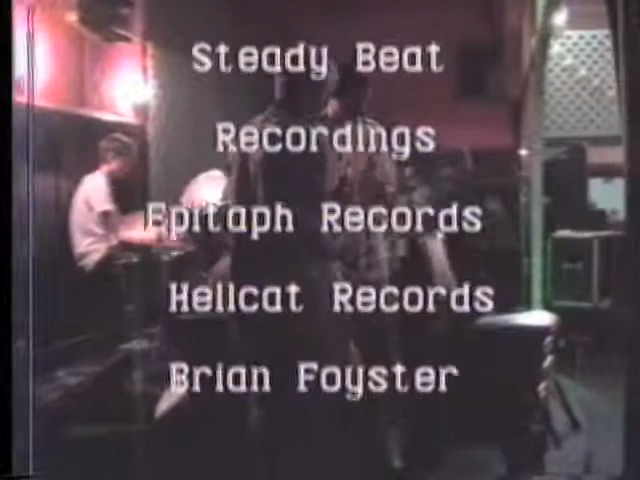 Steady Beat
Recordings
Epitaph Records
Hellcat Records
Brian Foyster